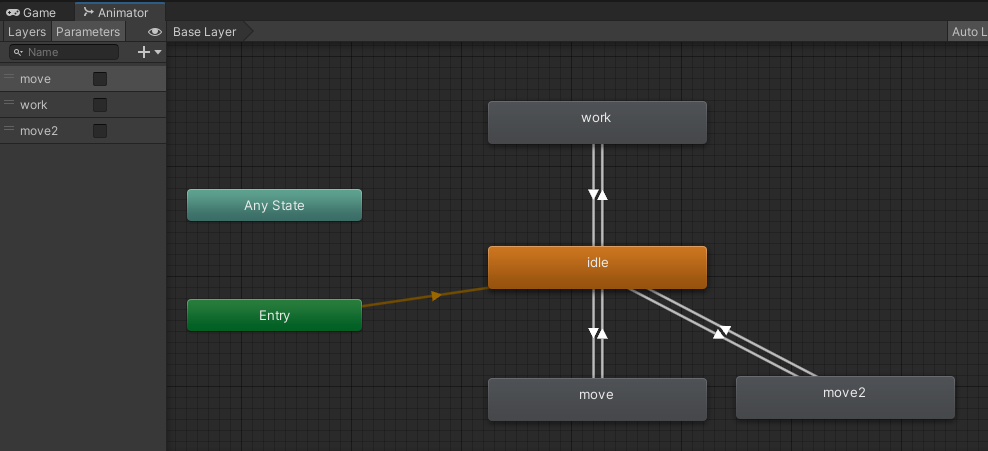 Game Animator
Layers Parameters Base Layer Auto L
Name
move
work
move2
work
Any State
idle
Entry
move
move2